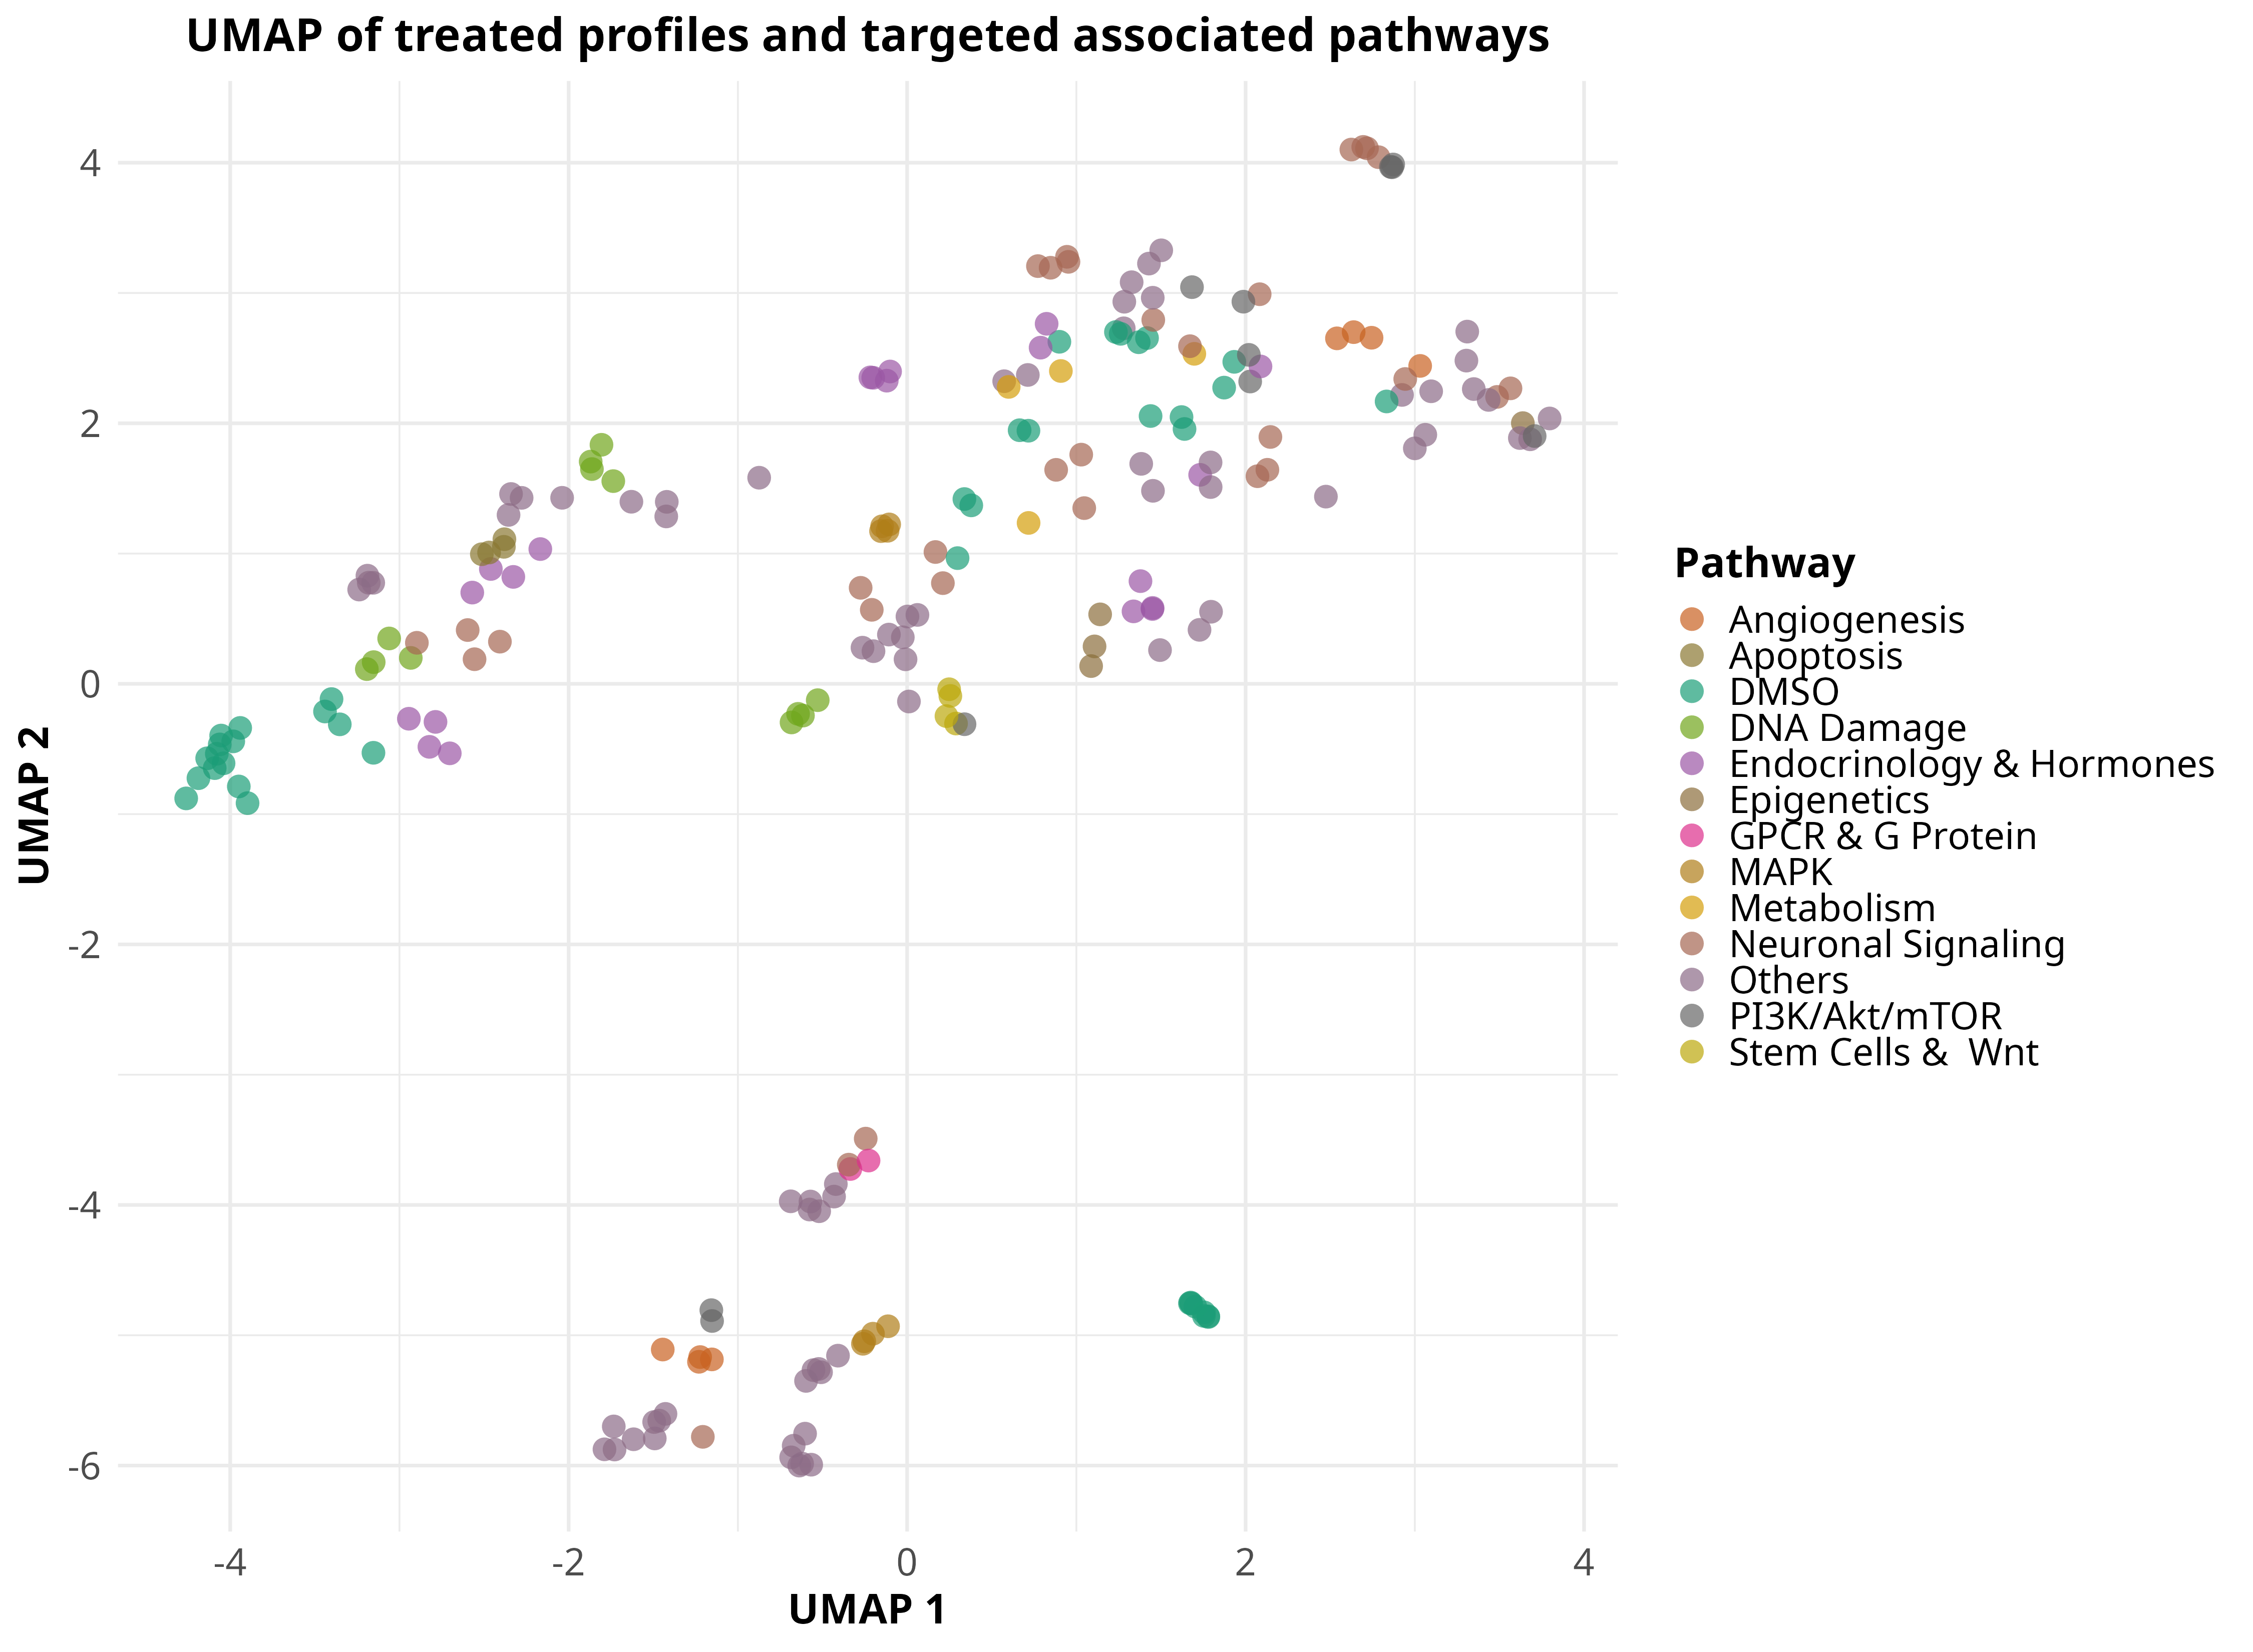 UMAP of treated profiles and targeted associated pathways
4
2
0
-2
-4
-6
UMAP 2
-4
-2
0
2
4
UMAP 1
Pathway
Angiogenesis
Apoptosis
DMSO
DNA Damage
Endocrinology & Hormones
Epigenetics
GPCR & G Protein
MAPK
Metabolism
Neuronal Signaling
Others
PI3K/Akt/mTOR
Stem Cells &  Wnt